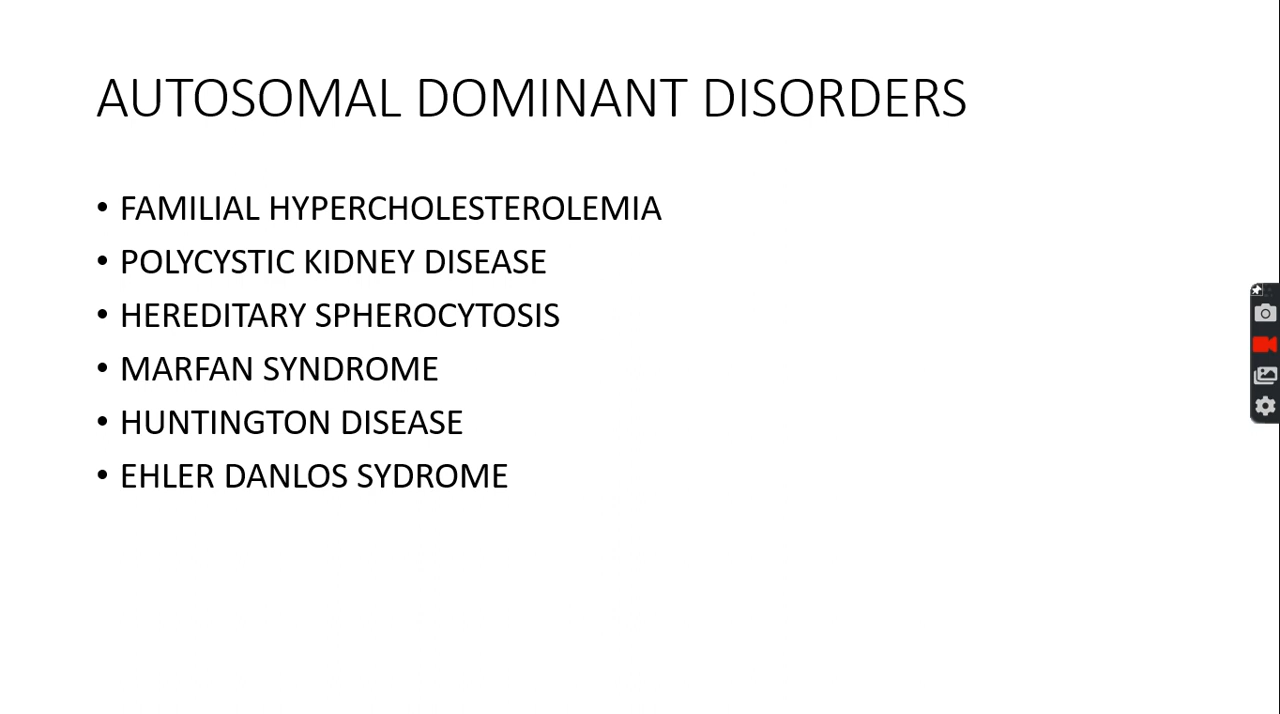 AUTOSOMAL DOMINANT DISORDERS
• FAMILIAL HYPERCHOLESTEROLEMIA
• POLYCYSTIC KIDNEY DISEASE
• HEREDITARY SPHEROCYTOSIS
• MARFAN SYNDROME
• HUNTINGTON DISEASE
• EHLER DANLOS SYDROME